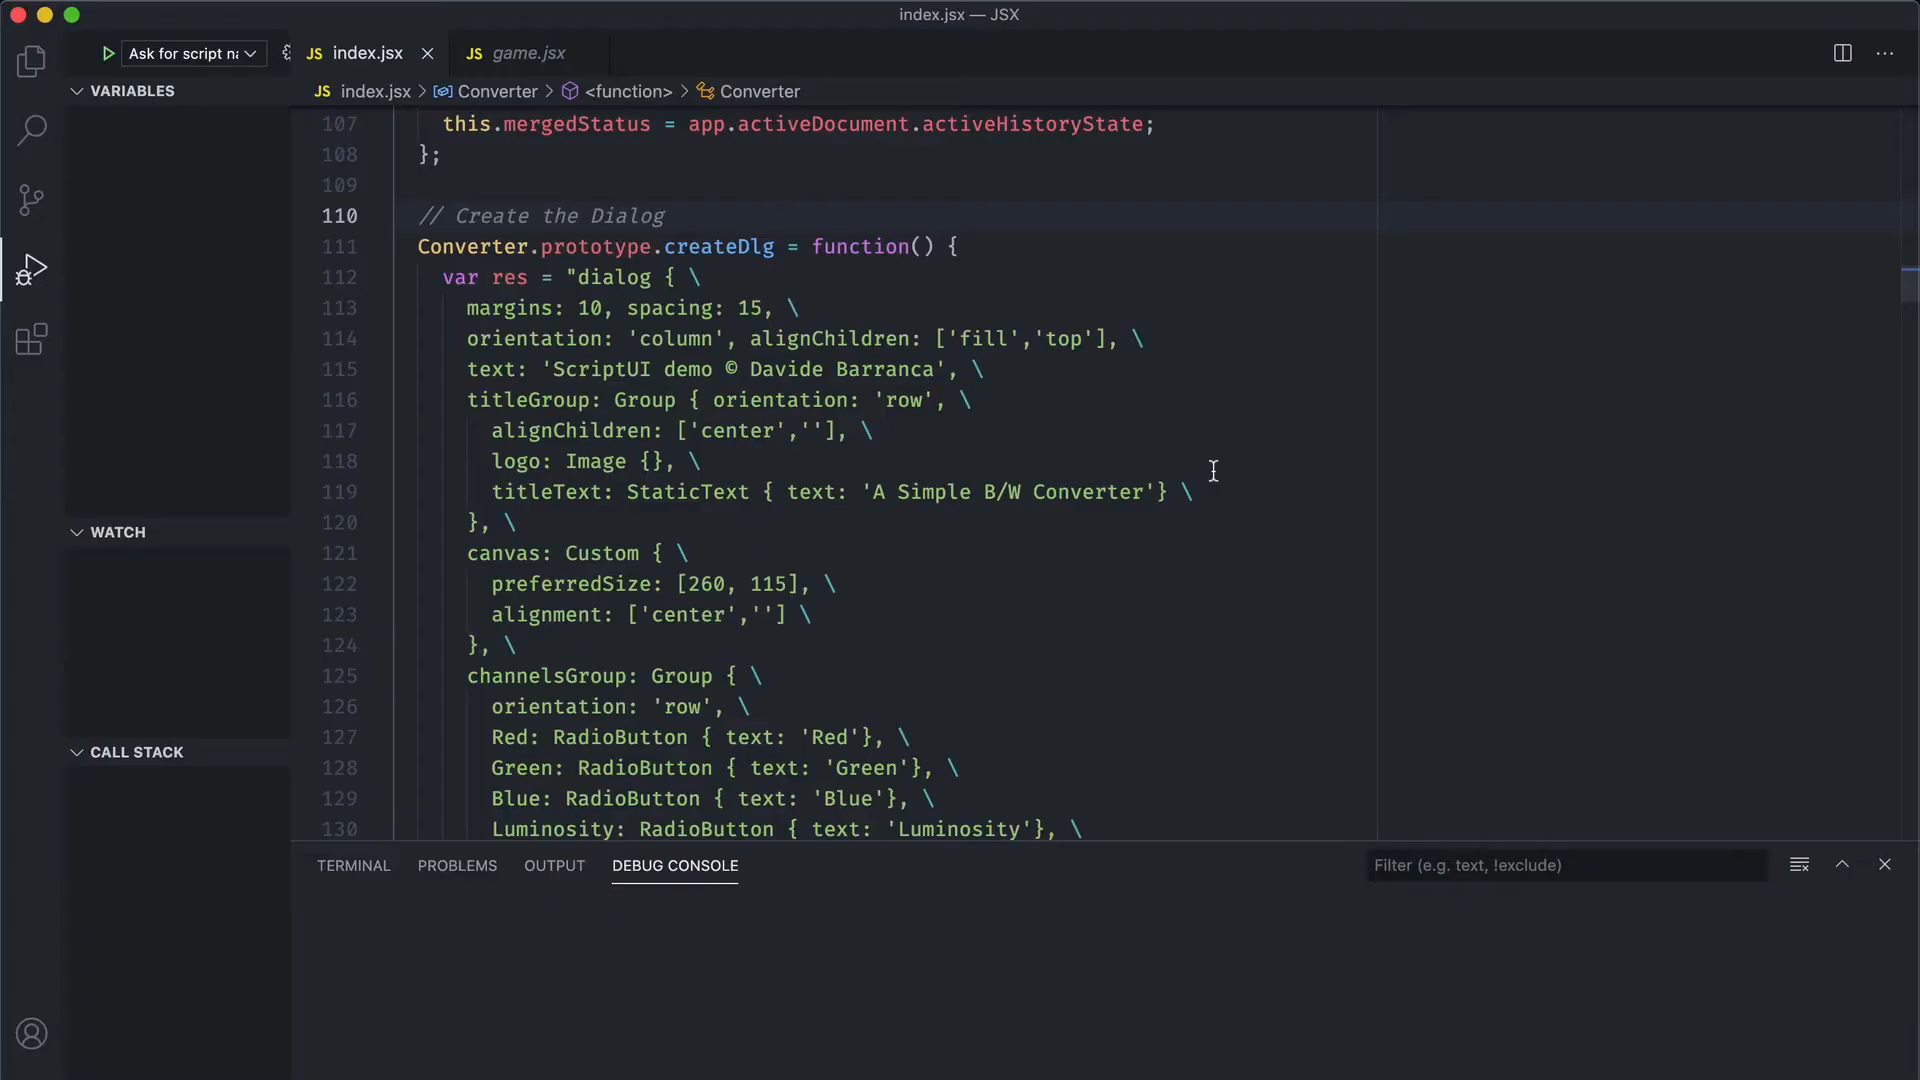 index.jsx — JSX
Ask for script n
JS index.jsx
JS game.jsx
JS index.jsx > Converter > <function> > Converter
VARIABLES
WATCH
CALL STACK
107 this.mergedStatus = app.activeDocument.activeHistoryState;
108 };
109
110 // Create the Dialog
111 Converter.prototype.createDlg = function() {
112 var res = "dialog { \
113 margins: 10, spacing: 15, \
114 orientation: 'column', alignChildren: ['fill','top'], \
115 text: 'ScriptUI demo © Davide Barranca', \
116 titleGroup: Group { orientation: 'row', \
117 alignChildren: ['center',''], \
118 logo: Image {}, \
119 titleText: StaticText { text: 'A Simple B/W Converter'} \
120 }, \
121 canvas: Custom { \
122 preferredSize: [260, 115], \
123 alignment: ['center',''] \
124 }, \
125 channelsGroup: Group { \
126 orientation: 'row', \
127 Red: RadioButton { text: 'Red'}, \
128 Green: RadioButton { text: 'Green'}, \
129 Blue: RadioButton { text: 'Blue'}, \
130 Luminosity: RadioButton { text: 'Luminosity'}, \
TERMINAL PROBLEMS OUTPUT DEBUG CONSOLE
Filter (e.g. text, !exclude)